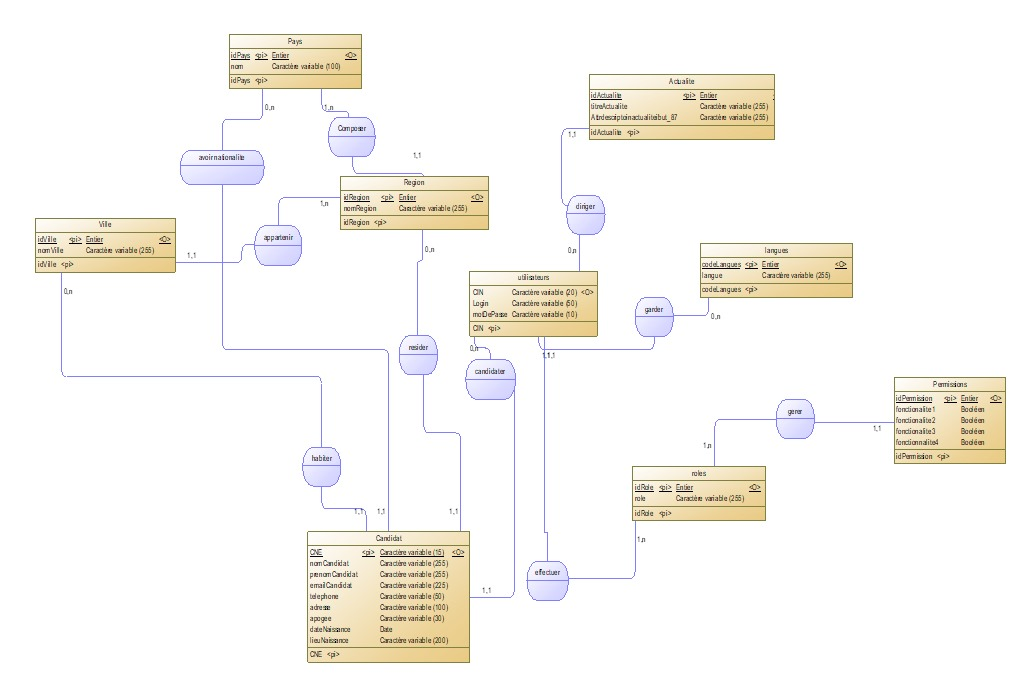 Pays
idPays <pi> Entier <O>
nom Caractère variable (100)
idPays <pi>
0,n
1,n
Composer
1,1
avoir nationalite
Actualite
idActualite <pi> Entier
titreActualite Caractère variable (255)
Attrdescriptoinactualiteibut_87 Caractère variable (255)
idActualite <pi>
1,1
diriger
0,n
Region
idRegion <pi> Entier <O>
nomRegion Caractère variable (255)
idRegion <pi>
1,n
0,n
appartenir
1,1
Ville
idVille <pi> Entier <O>
nomVille Caractère variable (255)
idVille <pi>
0,n
langues
codeLangues <pi> Entier <O>
langue Caractère variable (255)
codeLangues <pi>
0,n
garder
utilisateurs
CIN Caractère variable (20) <O>
Login Caractère variable (50)
motDePasse Caractère variable (10)
CIN <pi>
0,n
1,1
resider
candidater
Permissions
idPermission <pi> Entier <O>
fonctionalite1 Booléen
fonctionalite2 Booléen
fonctionalite3 Booléen
fonctionnalite4 Booléen
idPermission <pi>
gerer
1,1
1,n
roles
idRole <pi> Entier <O>
role Caractère variable (255)
idRole <pi>
1,n
habiter
1,1
1,1
1,1
effectuer
Candidat
CNE <pi> Caractère variable (15) <O>
nomCandidat Caractère variable (255)
prenomCandidat Caractère variable (255)
emailCandidat Caractère variable (225)
telephone Caractère variable (50)
adresse Caractère variable (100)
apogee Caractère variable (30)
dateNaissance Date
lieuNaissance Caractère variable (200)
CNE <pi>
1,1